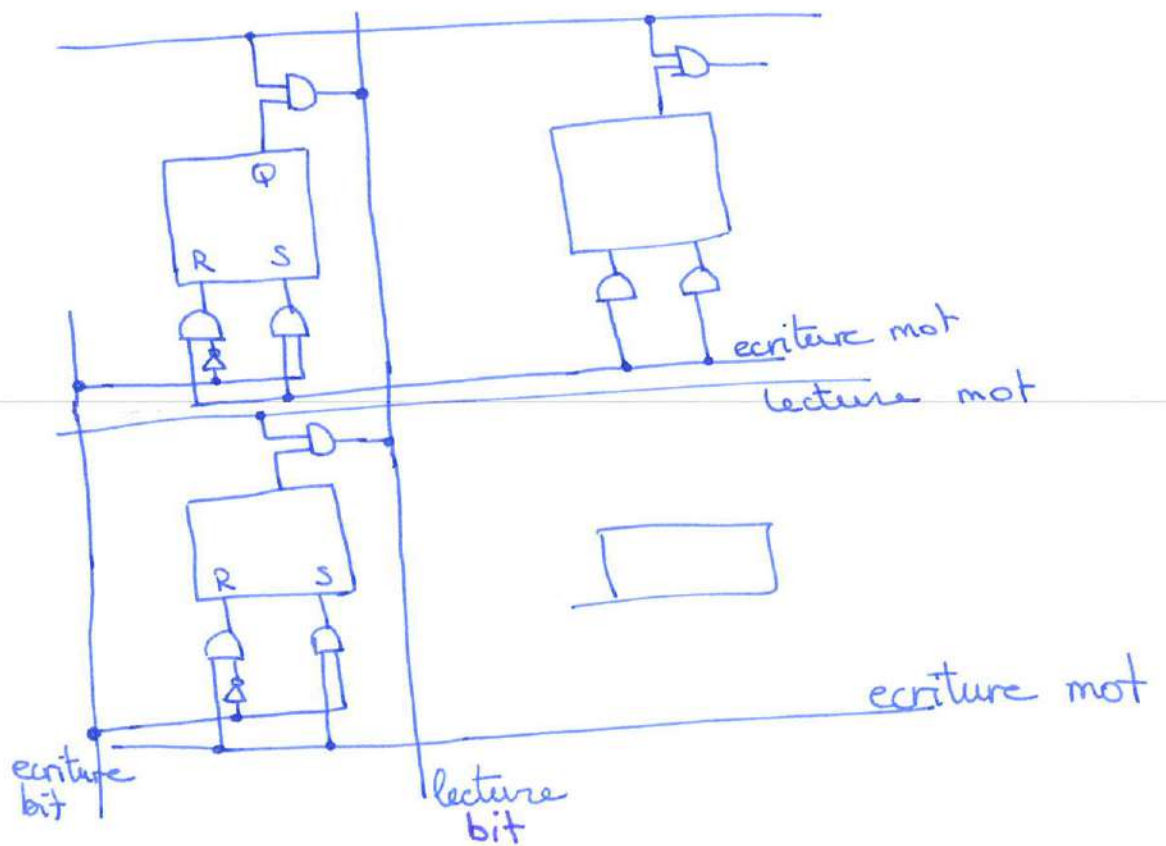 Q
R S
ecriture mot
lecture mot
R S
ecriture mot
ecriture
bit
lecture
bit